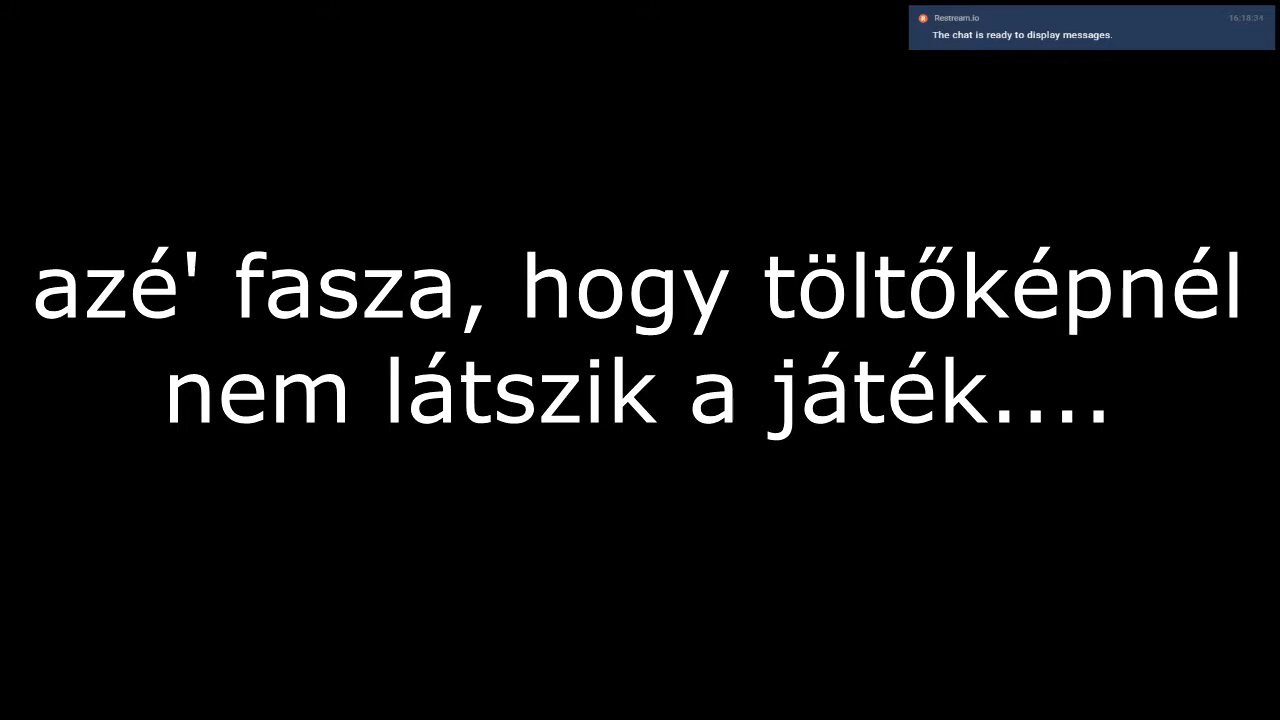 Restream.io 16:18:34
The chat is ready to display messages.
azé' fasza, hogy töltőképnél
nem látszik a játék....